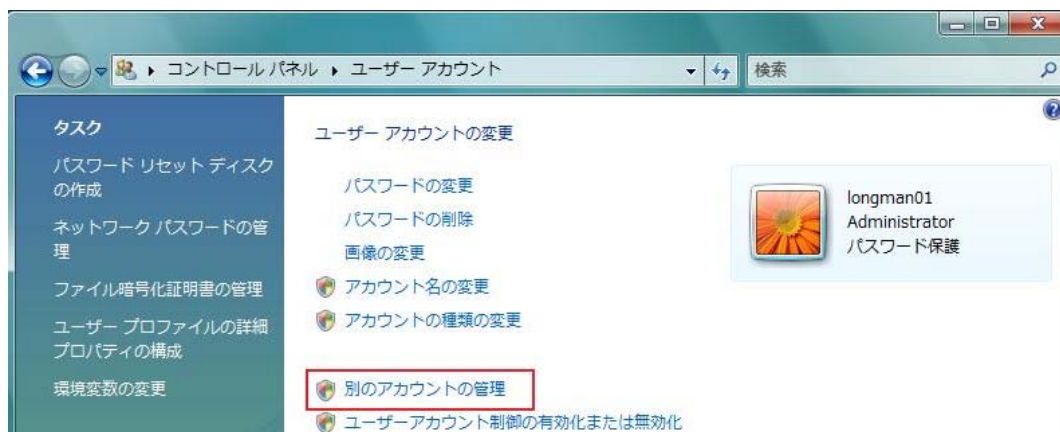 コントロール パネル ▸ ユーザー アカウント
検索
タスク
パスワード リセット ディスク
の作成
ネットワーク パスワードの管
理
ファイル暗号化証明書の管理
ユーザー プロファイルの詳細
プロパティの構成
環境変数の変更
ユーザー アカウントの変更
パスワードの変更
パスワードの削除
画像の変更
アカウント名の変更
アカウントの種類の変更
別のアカウントの管理
ユーザーアカウント制御の有効化または無効化
longman01
Administrator
パスワード保護